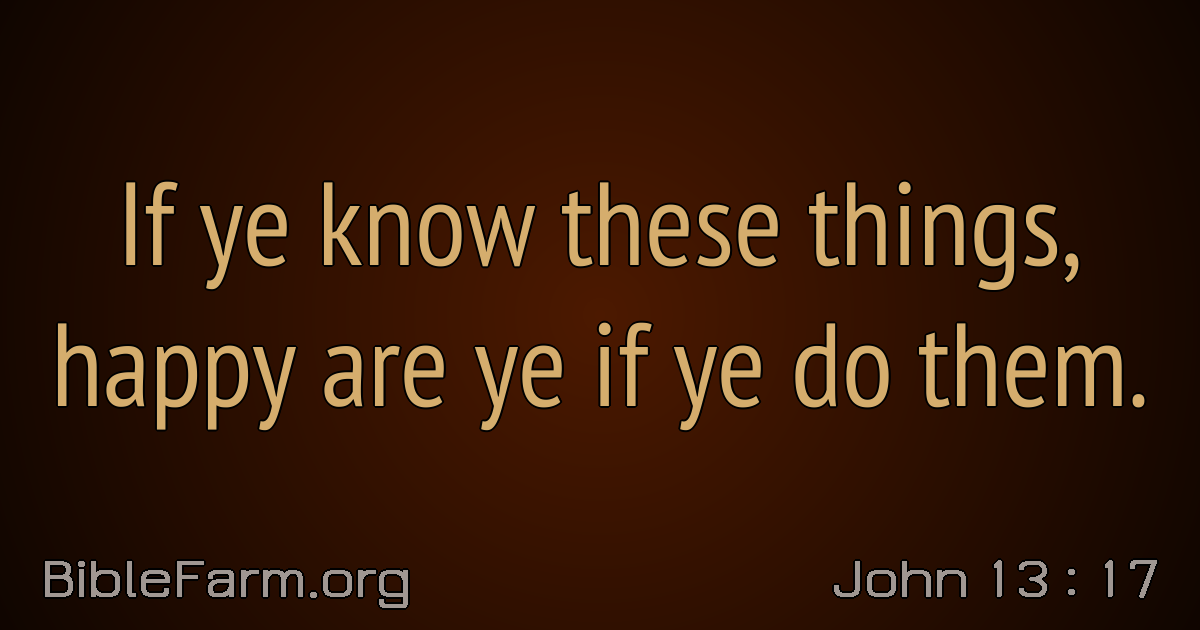 If ye know these things,
happy are ye if ye do them.
BibleFarm.org
John 13 : 17